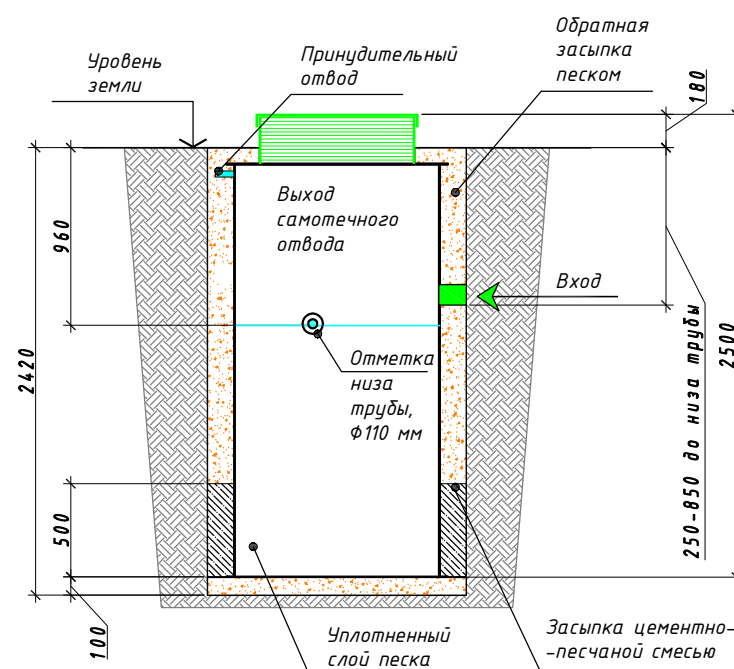 Уровень
земли
Принудительный
отвод
Обратная
засыпка
песком
180
Выход
самотечного
отвода
960
Вход
2420
2500
250-850 до низа трубы
Отметка
низа
трубы,
Ф110 мм
500
100
Уплотненный
слой песка
Засыпка цементно-
-песчаной смесью